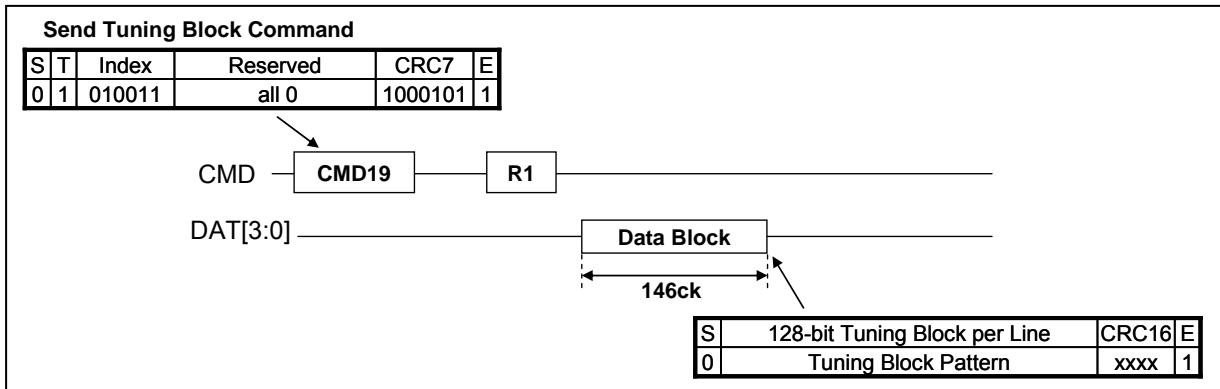 Send Tuning Block Command
S T Index Reserved CRC7 E
0 1 010011 all 0 1000101 1
CMD CMD19 R1
DAT[3:0] Data Block
146ck
S 128-bit Tuning Block per Line CRC16 E
0 Tuning Block Pattern xxxx 1